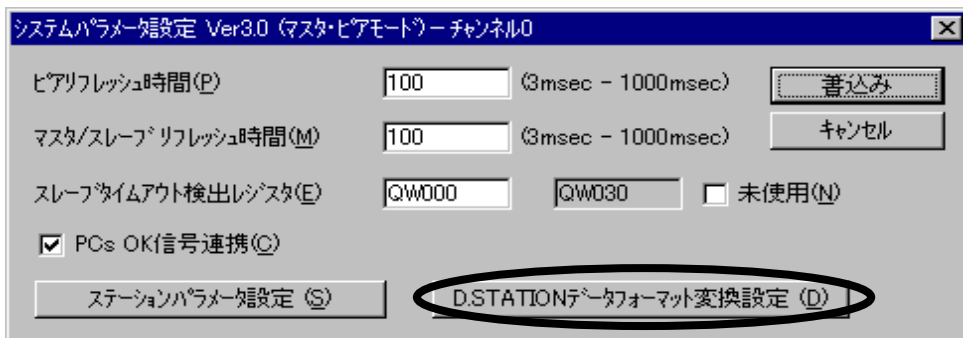 システムパラメータ設定 Ver3.0 (マスタ・ピアモード) - チャンネル0
ピアリフレッシュ時間(P) 100 (3msec - 1000msec) 書込み
マスタ/スレーブリフレッシュ時間(M) 100 (3msec - 1000msec) キャンセル
スレーブタイムアウト検出レジスタ(E) QW000 QW030 未使用(N)
PCs OK信号連携(C)
ステーションパラメータ設定 (S) D.STATIONデータフォーマット変換設定 (D)